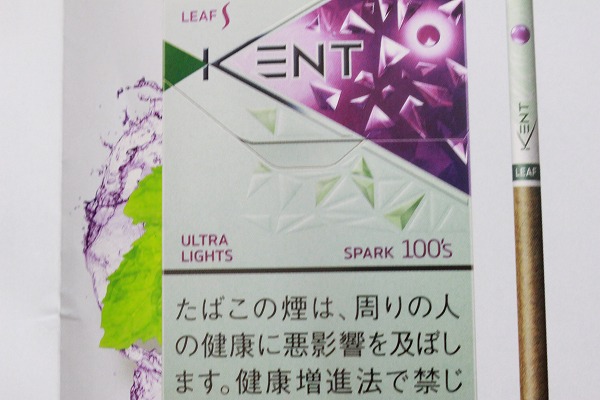 LEAF S
KENT
KENT
LEAF
ULTRA
LIGHTS
SPARK 100's
たばこの煙は、周りの人
の健康に悪影響を及ぼし
ます。健康増進法で禁じ